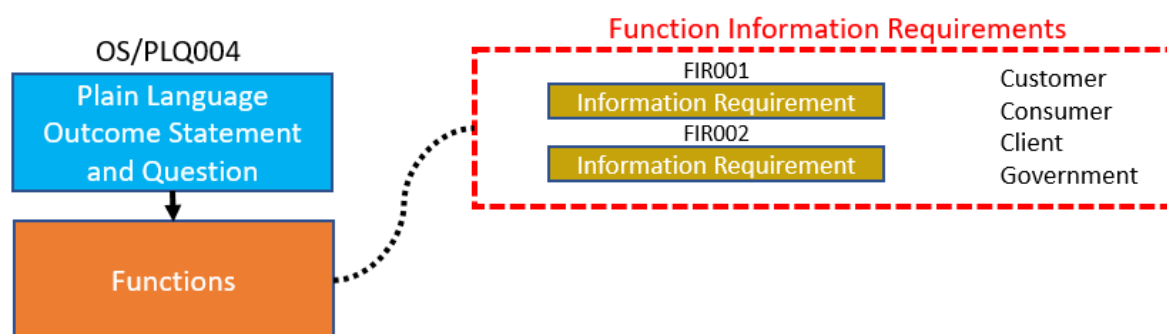 OS/PLQ004
Plain Language
Outcome Statement
and Question
Functions
Function Information Requirements
FIR001
Information Requirement
FIR002
Information Requirement
Customer
Consumer
Client
Government